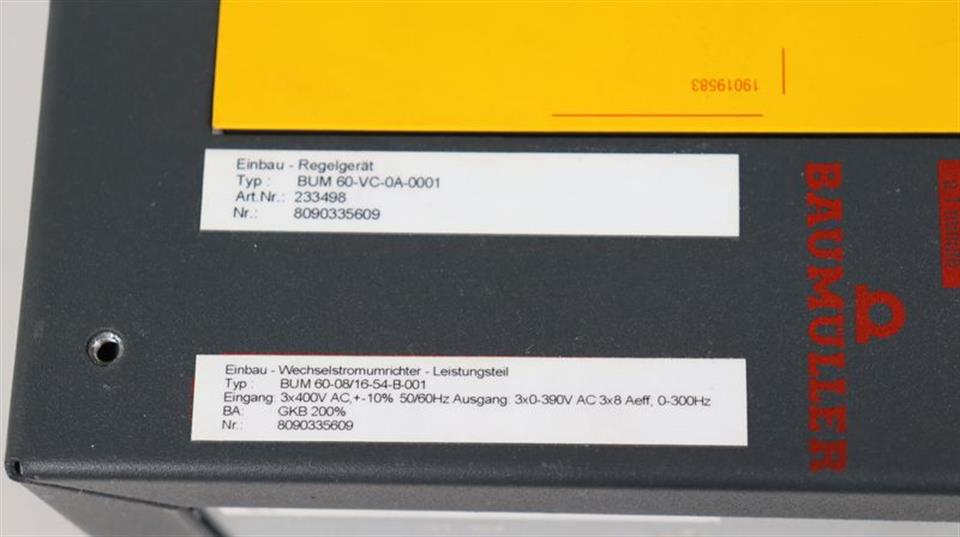 19019583
Einbau - Regelgerät
Typ : BUM 60-VC-0A-0001
Art.Nr.: 233498
Nr.: 8090335609
BAUMULLER
Einbau - Wechselstromumrichter - Leistungsteil
Typ : BUM 60-08/16-54-B-001
Eingang: 3x400V AC,+-10% 50/60Hz Ausgang: 3x0-390V AC 3x8 Aeff, 0-300Hz
BA: GKB 200%
Nr.: 8090335609